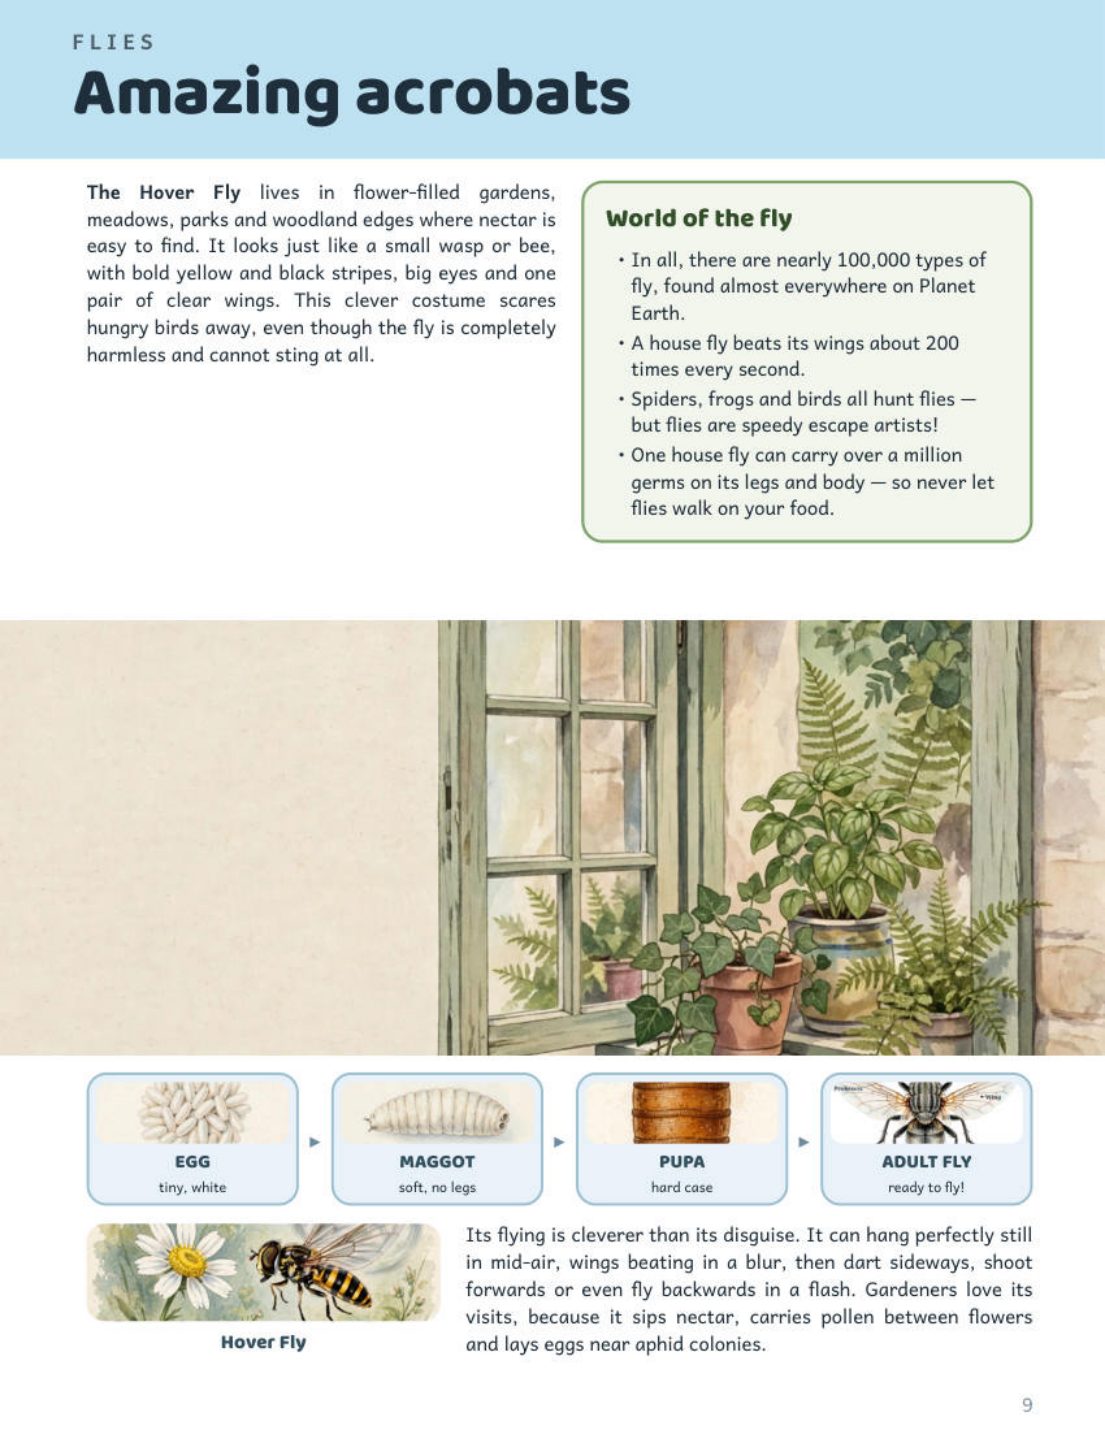 FLIES
Amazing acrobats
The Hover Fly lives in flower-filled gardens,
meadows, parks and woodland edges where nectar is
easy to find. It looks just like a small wasp or bee,
with bold yellow and black stripes, big eyes and one
pair of clear wings. This clever costume scares
hungry birds away, even though the fly is completely
harmless and cannot sting at all.
World of the fly
• In all, there are nearly 100,000 types of
fly, found almost everywhere on Planet
Earth.
• A house fly beats its wings about 200
times every second.
• Spiders, frogs and birds all hunt flies —
but flies are speedy escape artists!
• One house fly can carry over a million
germs on its legs and body — so never let
flies walk on your food.
EGG
tiny, white
MAGGOT
soft, no legs
PUPA
hard case
Wing
ADULT FLY
ready to fly!
Hover Fly
Its flying is cleverer than its disguise. It can hang perfectly still
in mid-air, wings beating in a blur, then dart sideways, shoot
forwards or even fly backwards in a flash. Gardeners love its
visits, because it sips nectar, carries pollen between flowers
and lays eggs near aphid colonies.
9